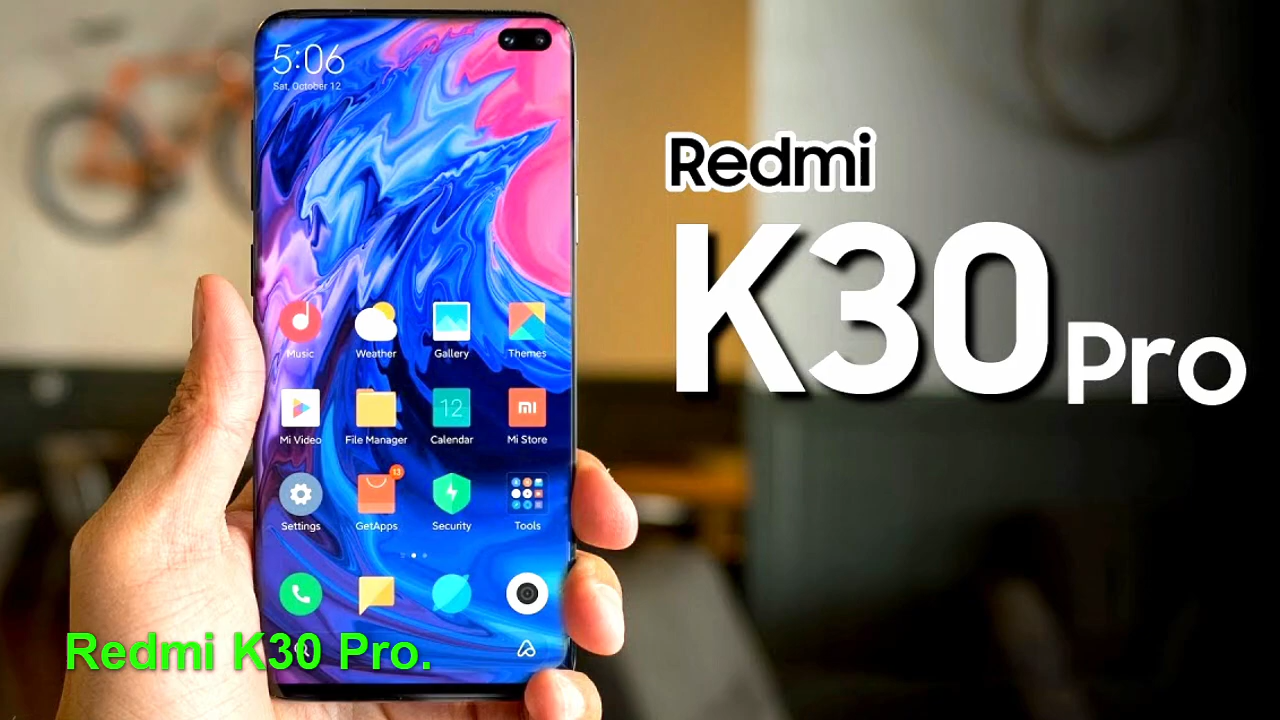 5:06
Sat, October 12
Redmi
K30 Pro
Music
Weather
Gallery
Themes
Mi Video
File Manager
12
Calendar
mi
Mi Store
Settings
13
GetApps
Security
Tools
Redmi K30 Pro.